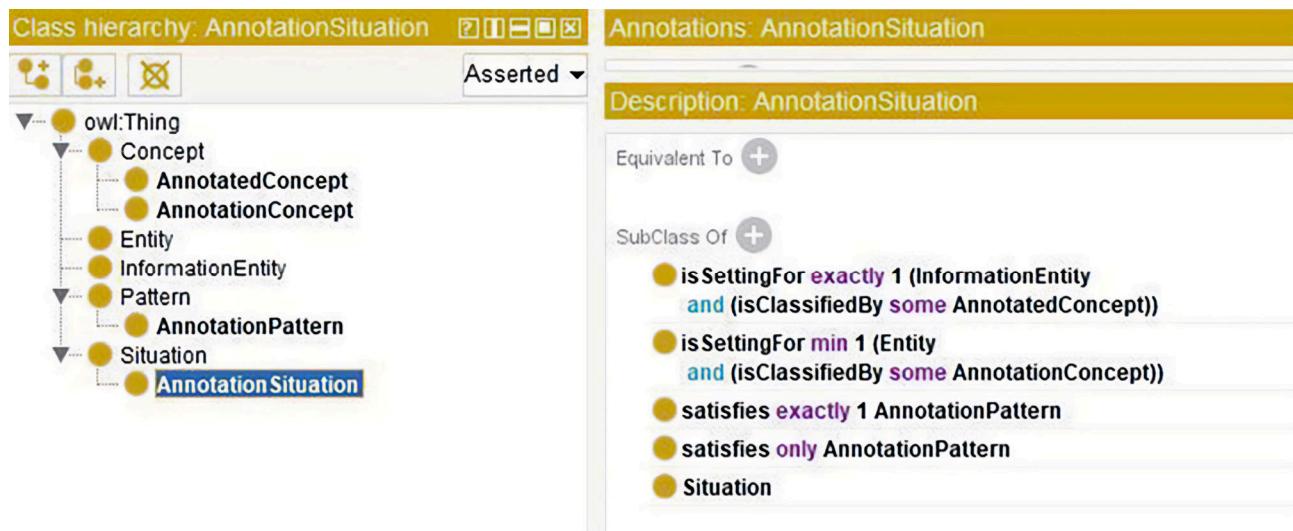 Class hierarchy: AnnotationSituation
Asserted
owl:Thing
Concept
AnnotatedConcept
AnnotationConcept
Entity
InformationEntity
Pattern
AnnotationPattern
Situation
AnnotationSituation
Annotations: AnnotationSituation
Description: AnnotationSituation
Equivalent To
SubClass Of
isSettingFor exactly 1 (InformationEntity
and (isClassifiedBy some AnnotatedConcept))
isSettingFor min 1 (Entity
and (isClassifiedBy some AnnotationConcept))
satisfies exactly 1 AnnotationPattern
satisfies only AnnotationPattern
Situation